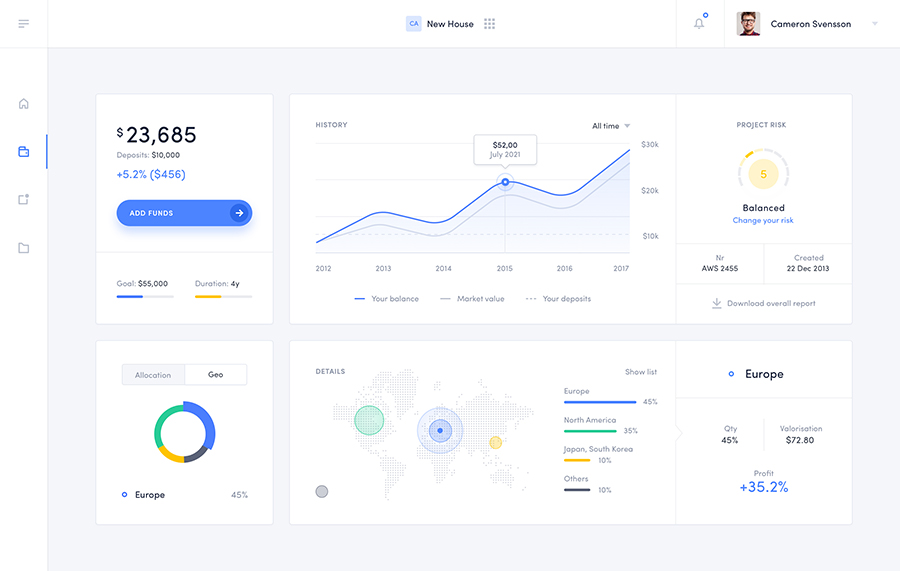 CA New House
Cameron Svensson
$23,685
Deposits: $10,000
+5.2% ($456)
ADD FUNDS
Goal: $55,000
Duration: 4y
HISTORY
All time
$52,00
July 2021
$30k
$20k
$10k
2012 2013 2014 2015 2016 2017
Your balance Market value Your deposits
PROJECT RISK
5
Balanced
Change your risk
Nr
AWS 2455
Created
22 Dec 2013
Download overall report
Allocation Geo
Europe 45%
DETAILS
Show list
Europe
45%
North America
35%
Japan, South Korea
10%
Others
10%
Europe
Qty
45%
Valorisation
$72.80
Profit
+35.2%